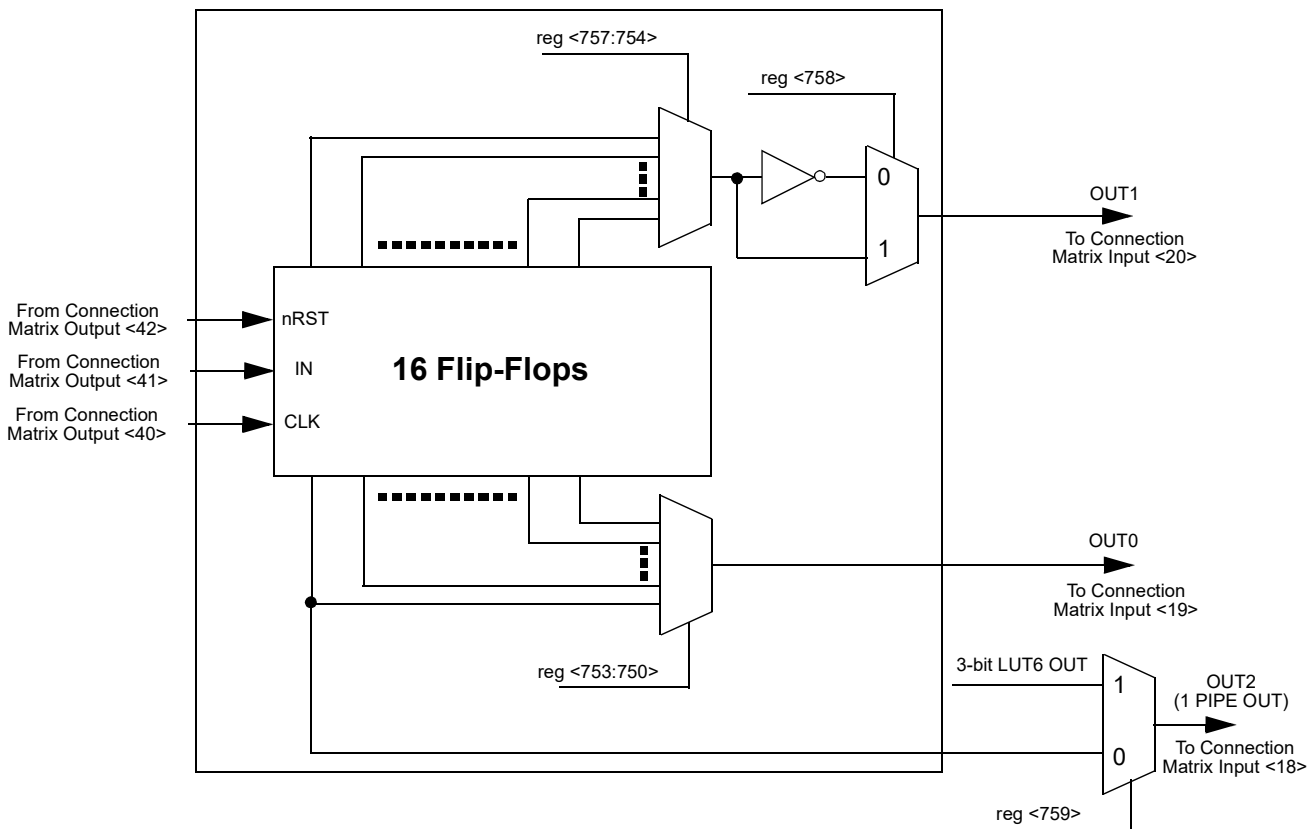 reg <757:754>
reg <758>
0
1
OUT1
To Connection
Matrix Input <20>
From Connection
Matrix Output <42>
nRST
From Connection
Matrix Output <41>
IN
16 Flip-Flops
From Connection
Matrix Output <40>
CLK
OUT0
To Connection
Matrix Input <19>
reg <753:750>
3-bit LUT6 OUT
1
0
OUT2
(1 PIPE OUT)
To Connection
Matrix Input <18>
reg <759>